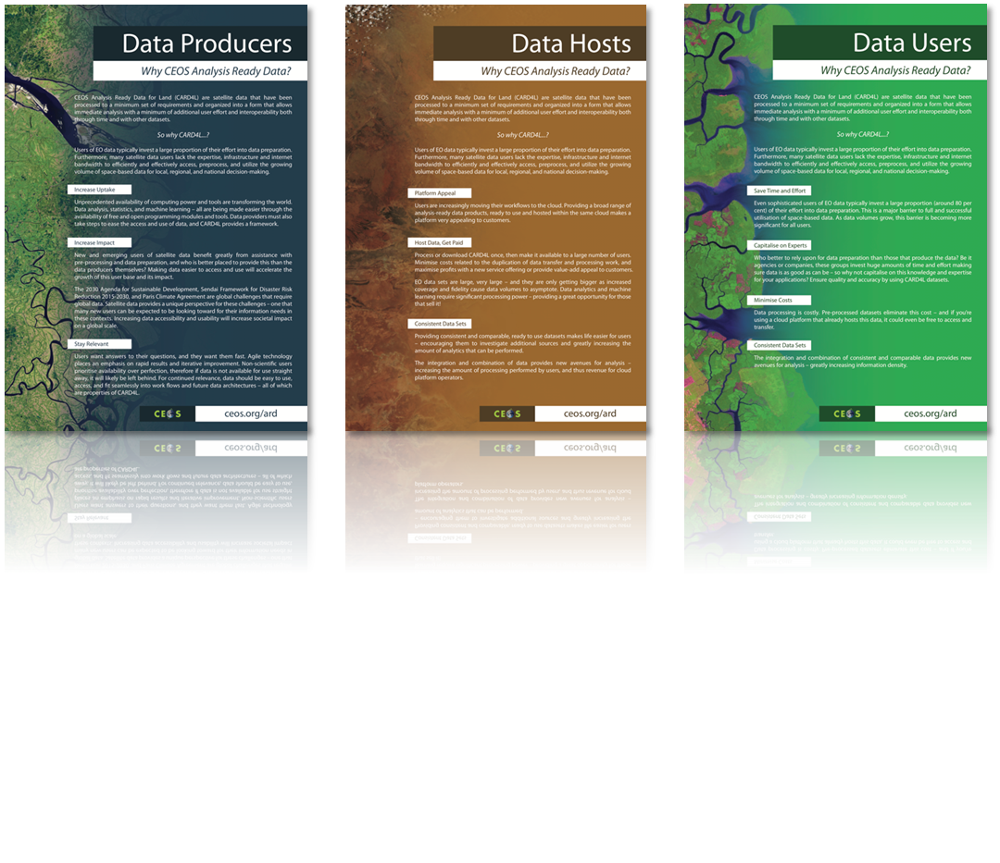 Data Producers
Why CEOS Analysis Ready Data?
CEOS Analysis Ready Data for Land (CARD4L) are satellite data that have been
processed to a minimum set of requirements and organized into a form that allows
immediate analysis with a minimum of additional user effort and interoperability both
through time and with other datasets.
So why CARD4L...?
Users of EO data typically invest a large proportion of their effort into data preparation.
Furthermore, many satellite data users lack the expertise, infrastructure and internet
bandwidth to efficiently and effectively access, preprocess, and utilize the growing
volume of space-based data for local, regional, and national decision-making.
Increase Uptake
Unprecedented availability of computing power and tools are transforming the world.
Data analysis, statistics, and machine learning – all are being made easier through the
availability of free and open programming modules and tools. Data providers must also
take steps to ease the access and use of data, and CARD4L provides a framework.
Increase Impact
New and emerging users of satellite data benefit greatly from assistance with
pre-processing and data preparation, and who is better placed to provide this than the
data producers themselves? Making data easier to access and use will accelerate the
growth of this user base and its impact.
The 2030 Agenda for Sustainable Development, Sendai Framework for Disaster Risk
Reduction 2015-2030, and Paris Climate Agreement are global challenges that require
global data. Satellite data provides a unique perspective for these challenges – one that
many new users can be expected to be looking toward for their information needs in
these contexts. Increasing data accessibility and usability will increase societal impact
on a global scale.
Stay Relevant
Users want answers to their questions, and they want them fast. Agile technology
places an emphasis on rapid results and iterative improvement. Non-scientific users
prioritise availability over perfection, therefore if data is not available for use straight
away, it will likely be left behind. For continued relevance, data should be easy to use,
access, and fit seamlessly into work flows and future data architectures – all of which
are properties of CARD4L.
CEOS
ceos.org/ard
Data Hosts
Why CEOS Analysis Ready Data?
CEOS Analysis Ready Data for Land (CARD4L) are satellite data that have been
processed to a minimum set of requirements and organized into a form that allows
immediate analysis with a minimum of additional user effort and interoperability both
through time and with other datasets.
So why CARD4L...?
Users of EO data typically invest a large proportion of their effort into data preparation.
Furthermore, many satellite data users lack the expertise, infrastructure and internet
bandwidth to efficiently and effectively access, preprocess, and utilize the growing
volume of space-based data for local, regional, and national decision-making.
Platform Appeal
Users are increasingly moving their workflows to the cloud. Providing a broad range of
analysis-ready data products, ready to use and hosted within the same cloud makes a
platform very appealing to customers.
Host Data, Get Paid
Process or download CARD4L once, then make it available to a large number of users.
Minimise costs related to the duplication of data transfer and processing work, and
maximise profits with a new service offering or provide value-add appeal to customers.
EO data sets are large, very large – and they are only getting bigger as increased
coverage and fidelity cause data volumes to asymptote. Data analytics and machine
learning require significant processing power – providing a great opportunity for those
that sell it!
Consistent Data Sets
Providing consistent and comparable, ready to use datasets makes life easier for users
– encouraging them to investigate additional sources and greatly increasing the
amount of analytics that can be performed.
The integration and combination of data provides new avenues for analysis –
increasing the amount of processing performed by users, and thus revenue for cloud
platform operators.
CEOS
ceos.org/ard
Data Users
Why CEOS Analysis Ready Data?
CEOS Analysis Ready Data for Land (CARD4L) are satellite data that have been
processed to a minimum set of requirements and organized into a form that allows
immediate analysis with a minimum of additional user effort and interoperability both
through time and with other datasets.
So why CARD4L...?
Users of EO data typically invest a large proportion of their effort into data preparation.
Furthermore, many satellite data users lack the expertise, infrastructure and internet
bandwidth to efficiently and effectively access, preprocess, and utilize the growing
volume of space-based data for local, regional, and national decision-making.
Save Time and Effort
Even sophisticated users of EO data typically invest a large proportion (around 80 per
cent) of their effort into data preparation. This is a major barrier to full and successful
utilisation of space-based data. As data volumes grow, this barrier is becoming more
significant for all users.
Capitalise on Experts
Who better to rely upon for data preparation than those that produce the data? Be it
agencies or companies, these groups invest huge amounts of time and effort making
sure data is as good as can be – so why not capitalise on this knowledge and expertise
for your applications? Ensure quality and accuracy by using CARD4L datasets.
Minimise Costs
Data processing is costly. Pre-processed datasets eliminate this cost – and if you're
using a cloud platform that already hosts this data, it could even be free to access and
transfer.
Consistent Data Sets
The integration and combination of consistent and comparable data provides new
avenues for analysis – greatly increasing information density.
CEOS
ceos.org/ard